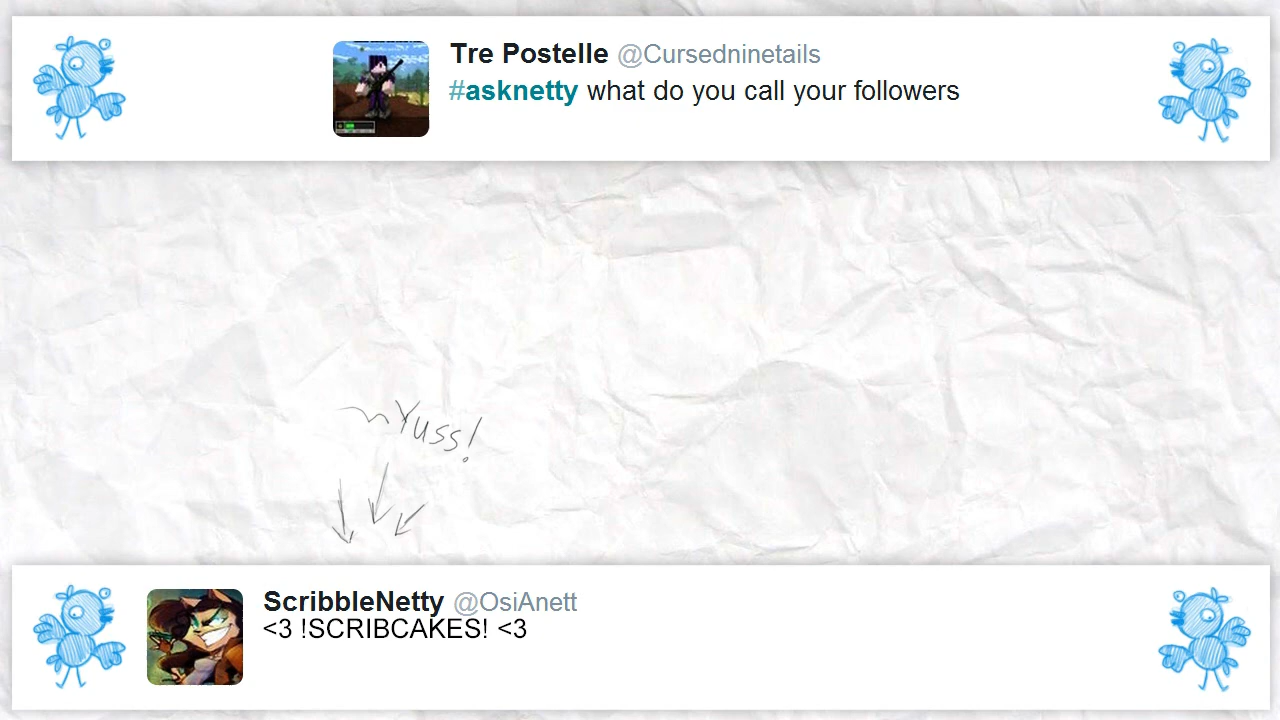 Tre Postelle @Cursedninetails
#asknetty what do you call your followers
~Yuss!
ScribbleNetty @OsiAnett
<3 !SCRIBCAKES! <3